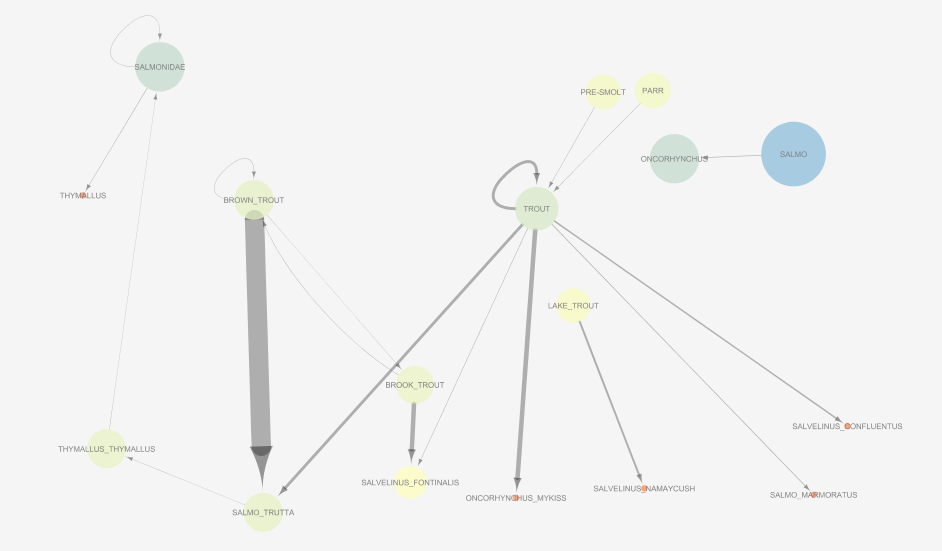 SALMONIDAE
PRE-SMOLT
PARR
ONCORHYNCHUS
SALMO
THYMALLUS
BROWN_TROUT
TROUT
LAKE_TROUT
BROOK_TROUT
SALVELINUS_CONFLUENTUS
THYMALLUS_THYMALLUS
SALVELINUS_FONTINALIS
SALVELINUS_NAMAYCUSH
ONCORHYNCHUS_MYKISS
SALMO_MARMORATUS
SALMO_TRUTTA